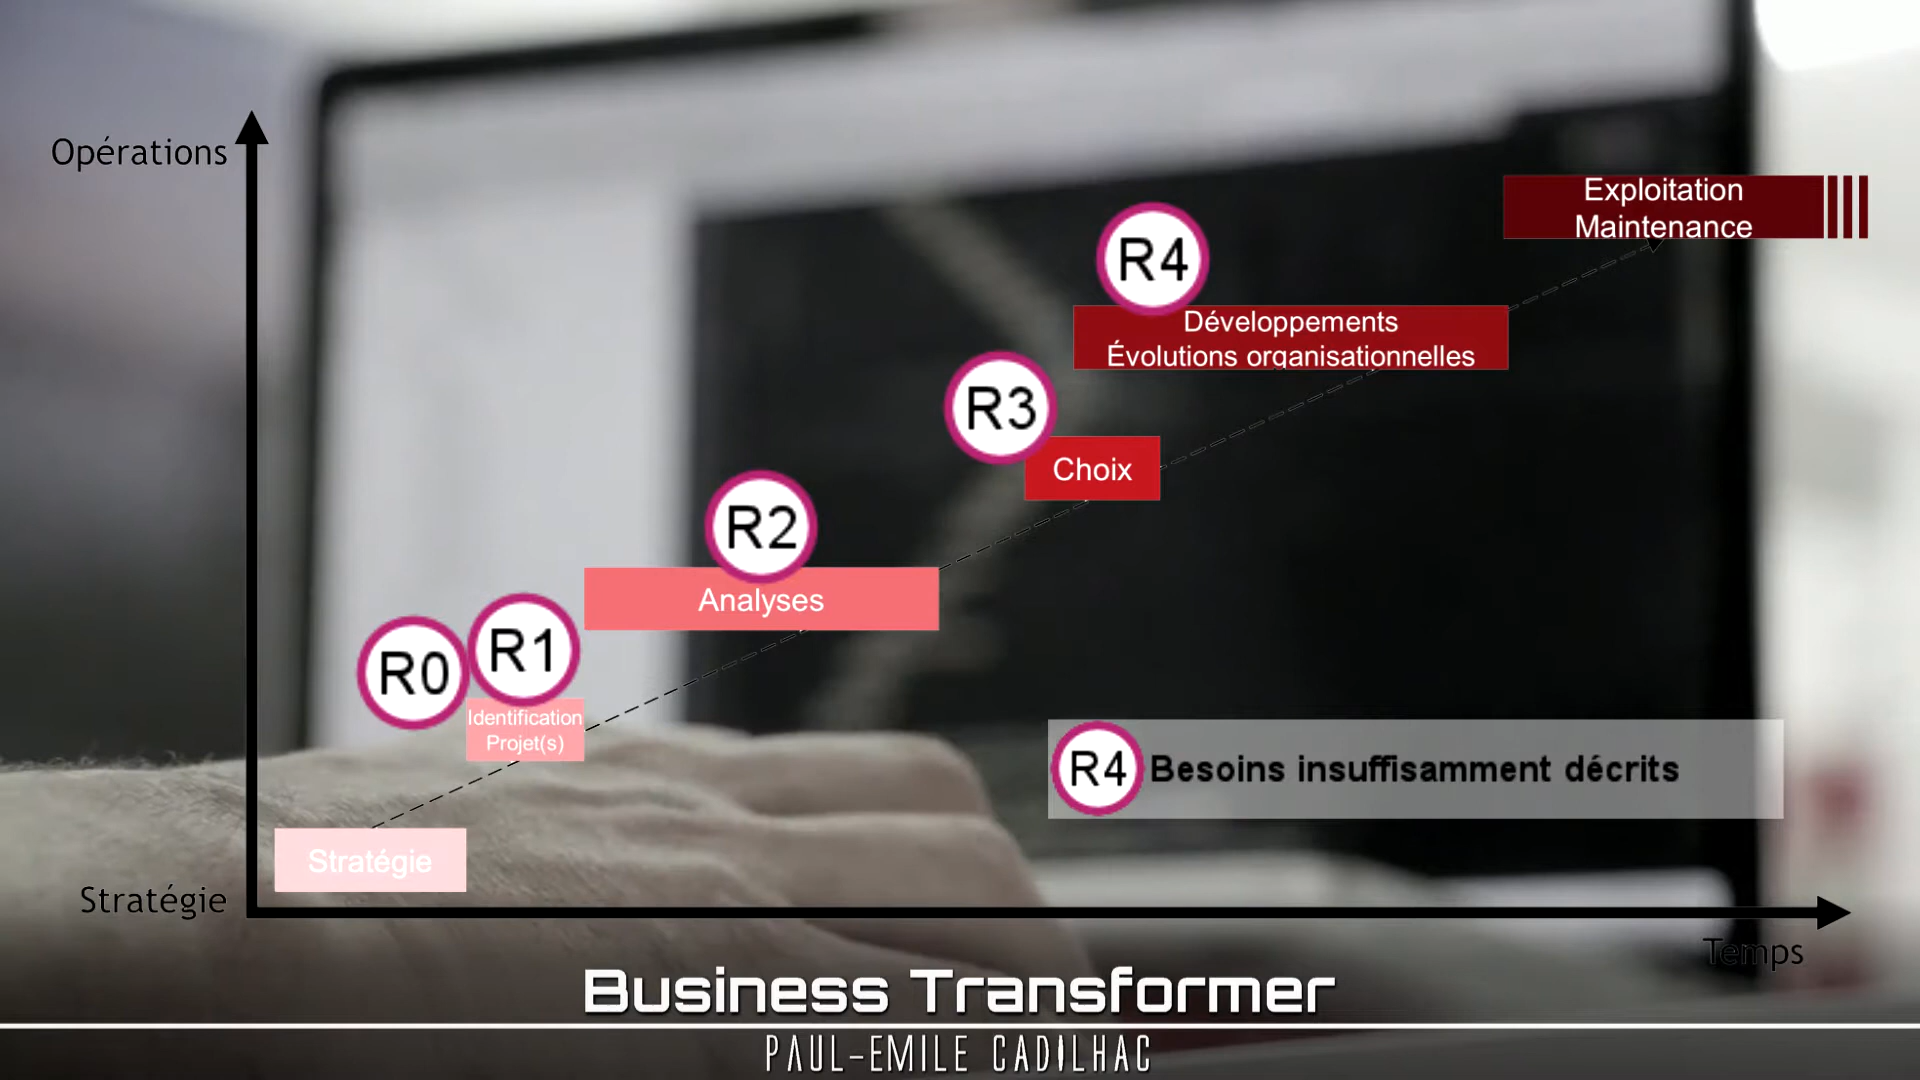 Opérations
Exploitation
Maintenance
R4
Développements
Évolutions organisationnelles
R3
Choix
R2
Analyses
R0
R1
Identification
Projet(s)
R4 Besoins insuffisamment décrits
Stratégie
Stratégie
Temps
Business Transformer
PAUL-EMILE CADILHAC